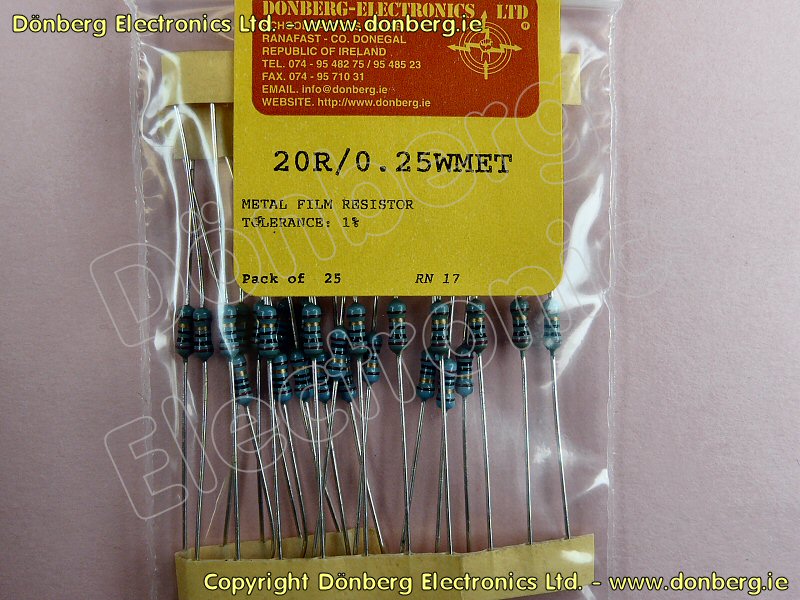 Dönberg Electronics Ltd. - www.donberg.ie
DONBERG-ELECTRONICS LTD
RANAFAST - CO. DONEGAL
REPUBLIC OF IRELAND
TEL. 074 - 95 482 75 / 95 485 23
FAX. 074 - 95 710 31
EMAIL. info@donberg.ie
WEBSITE. http://www.donberg.ie
20R/0.25WMET
METAL FILM RESISTOR
TOLERANCE: 1%
Pack of 25 RN 17
Dönberg
Electronic
Copyright Dönberg Electronics Ltd. - www.donberg.ie